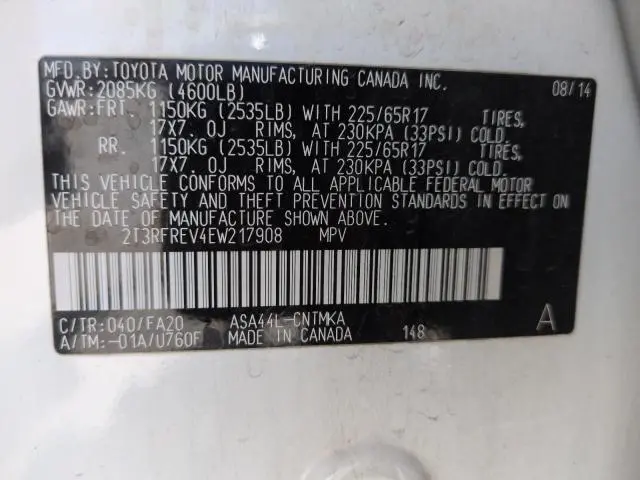 MFD.BY:TOYOTA MOTOR MANUFACTURING CANADA INC.
GVWR:2085KG (4600LB) 08/14
GAWR:FRT. 1150KG (2535LB) WITH 225/65R17 TIRES,
17X7. OJ RIMS, AT 230KPA (33PSI) COLD.
RR. 1150KG (2535LB) WITH 225/65R17 TIRES,
17X7. OJ RIMS, AT 230KPA (33PSI) COLD.
THIS VEHICLE CONFORMS TO ALL APPLICABLE FEDERAL MOTOR
VEHICLE SAFETY AND THEFT PREVENTION STANDARDS IN EFFECT ON
THE DATE OF MANUFACTURE SHOWN ABOVE.
2T3RFREV4EW217908 MPV
C/TR:040/FA20 ASA44L-CNTMKA A
A/TM:-01A/U760F MADE IN CANADA 148